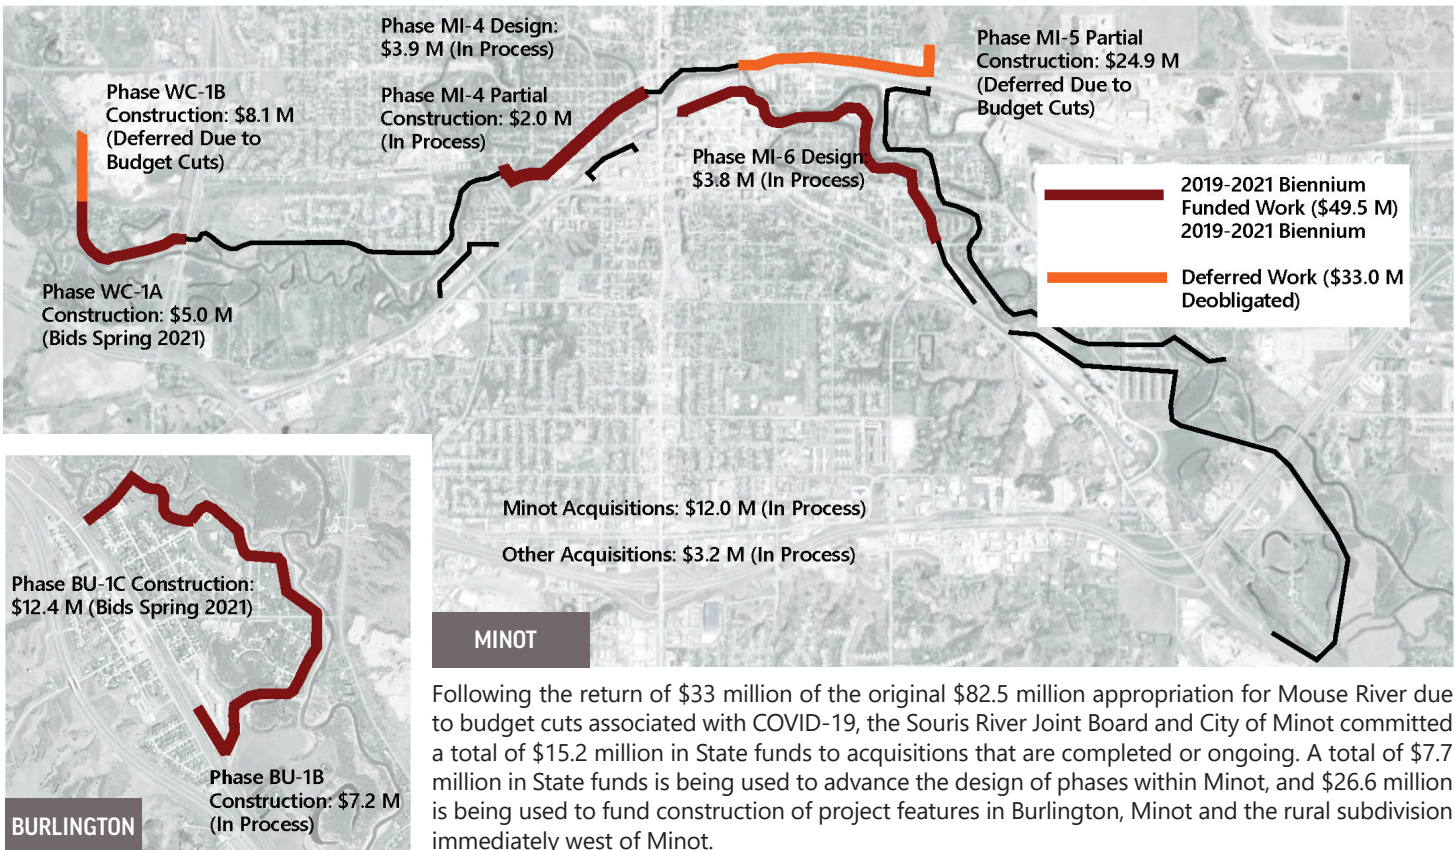 Phase MI-4 Design:
$3.9 M (In Process)
Phase MI-4 Partial
Construction: $2.0 M
(In Process)
Phase WC-1B
Construction: $8.1 M
(Deferred Due to
Budget Cuts)
Phase MI-5 Partial
Construction: $24.9 M
(Deferred Due to
Budget Cuts)
Phase MI-6 Design:
$3.8 M (In Process)
2019-2021 Biennium
Funded Work ($49.5 M)
2019-2021 Biennium
Deferred Work ($33.0 M
Deobligated)
Phase WC-1A
Construction: $5.0 M
(Bids Spring 2021)
Minot Acquisitions: $12.0 M (In Process)
Other Acquisitions: $3.2 M (In Process)
MINOT
Phase BU-1C Construction:
$12.4 M (Bids Spring 2021)
Phase BU-1B
Construction: $7.2 M
(In Process)
BURLINGTON
Following the return of $33 million of the original $82.5 million appropriation for Mouse River due
to budget cuts associated with COVID-19, the Souris River Joint Board and City of Minot committed
a total of $15.2 million in State funds to acquisitions that are completed or ongoing. A total of $7.7
million in State funds is being used to advance the design of phases within Minot, and $26.6 million
is being used to fund construction of project features in Burlington, Minot and the rural subdivision
immediately west of Minot.